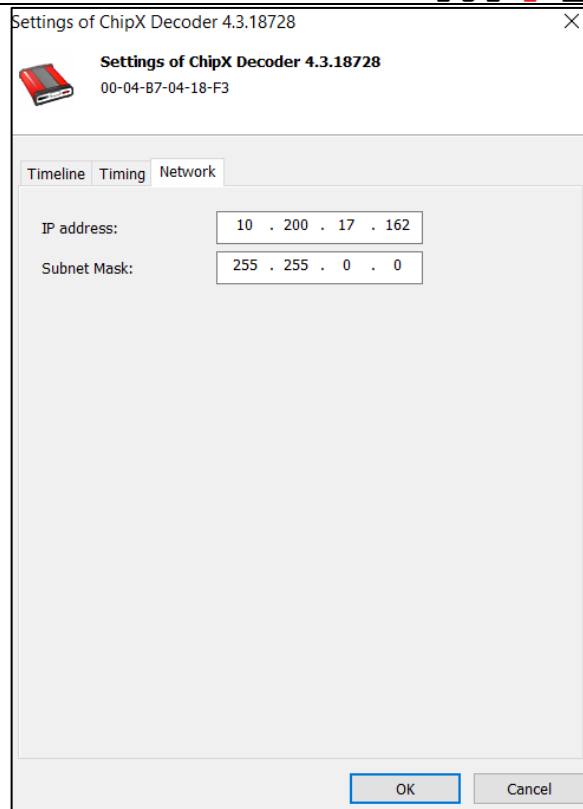 Settings of ChipX Decoder 4.3.18728
Settings of ChipX Decoder 4.3.18728
00-04-B7-04-18-F3
Timeline Timing Network
IP address: 10 . 200 . 17 . 162
Subnet Mask: 255 . 255 . 0 . 0
OK Cancel